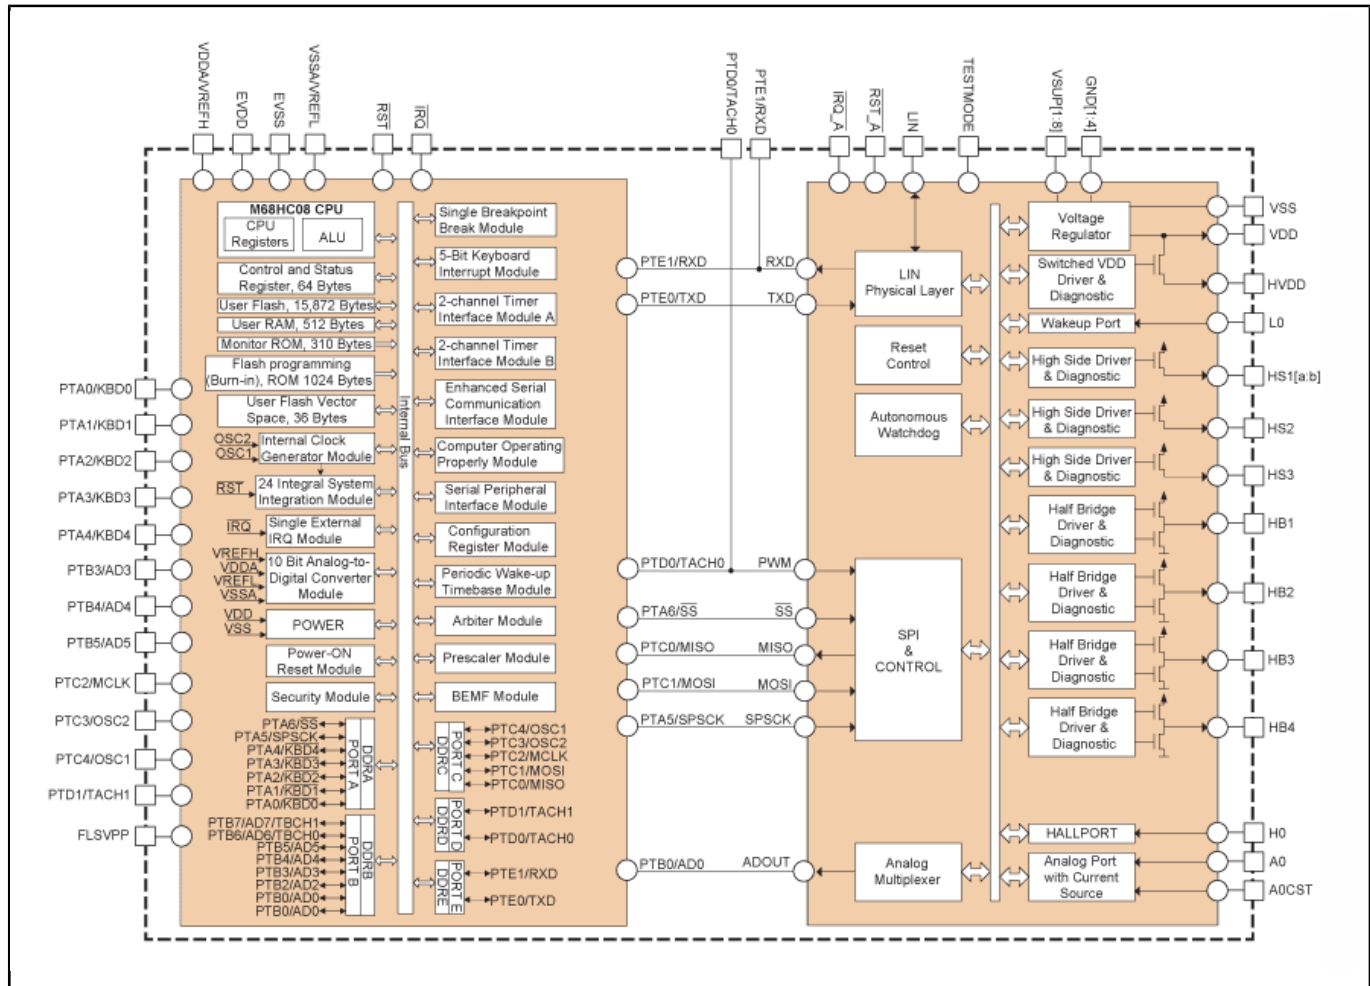 VDDA/VREFH
EVDD
EVSS
VSSA/VREFL
RST
IRQ
PTD0/TACH0
PTE1/RXD
IRQ_A
RST_A
LIN
TESTMODE
VSUP[1:8]
GND[1:4]
PTA0/KBD0
PTA1/KBD1
PTA2/KBD2
PTA3/KBD3
PTA4/KBD4
PTB3/AD3
PTB4/AD4
PTB5/AD5
PTC2/MCLK
PTC3/OSC2
PTC4/OSC1
PTD1/TACH1
FLSVPP
M68HC08 CPU
CPU
Registers
ALU
Control and Status
Register, 64 Bytes
User Flash, 15,872 Bytes
User RAM, 512 Bytes
Monitor ROM, 310 Bytes
Flash programming
(Burn-in), ROM 1024 Bytes
User Flash Vector
Space, 36 Bytes
OSC2
OSC1
Internal Clock
Generator Module
RST
24 Integral System
Integration Module
IRQ
Single External
IRQ Module
VREFH
VDDA
VREFL
VSSA
10 Bit Analog-to-
Digital Converter
Module
VDD
VSS
POWER
Power-ON
Reset Module
Security Module
PTA6/SS
PTA5/SPSCK
PTA4/KBD4
PTA3/KBD3
PTA2/KBD2
PTA1/KBD1
PTA0/KBD0
PORT A
DDRA
PTB7/AD7/TBCH1
PTB6/AD6/TBCH0
PTB5/AD5
PTB4/AD4
PTB3/AD3
PTB2/AD2
PTB0/AD0
PTB0/AD0
PORT B
DDRB
Internal Bus
Single Breakpoint
Break Module
5-Bit Keyboard
Interrupt Module
2-channel Timer
Interface Module A
2-channel Timer
Interface Module B
Enhanced Serial
Communication
Interface Module
Computer Operating
Properly Module
Serial Peripheral
Interface Module
Configuration
Register Module
Periodic Wake-up
Timebase Module
Arbiter Module
Prescaler Module
BEMF Module
DDRC
PORT C
PTC4/OSC1
PTC3/OSC2
PTC2/MCLK
PTC1/MOSI
PTC0/MISO
DDRD
PORT D
PTD1/TACH1
PTD0/TACH0
DDRE
PORT E
PTE1/RXD
PTE0/TXD
PTE1/RXD RXD
PTE0/TXD TXD
PTD0/TACH0 PWM
PTA6/SS SS
PTC0/MISO MISO
PTC1/MOSI MOSI
PTA5/SPSCK SPSCK
PTB0/AD0 ADOUT
LIN
Physical Layer
Reset
Control
Autonomous
Watchdog
SPI
&
CONTROL
Analog
Multiplexer
Voltage
Regulator
Switched VDD
Driver &
Diagnostic
Wakeup Port
High Side Driver
& Diagnostic
High Side Driver
& Diagnostic
High Side Driver
& Diagnostic
Half Bridge
Driver &
Diagnostic
Half Bridge
Driver &
Diagnostic
Half Bridge
Driver &
Diagnostic
Half Bridge
Driver &
Diagnostic
HALLPORT
Analog Port
with Current
Source
VSS
VDD
HVDD
L0
HS1[a:b]
HS2
HS3
HB1
HB2
HB3
HB4
H0
A0
A0CST